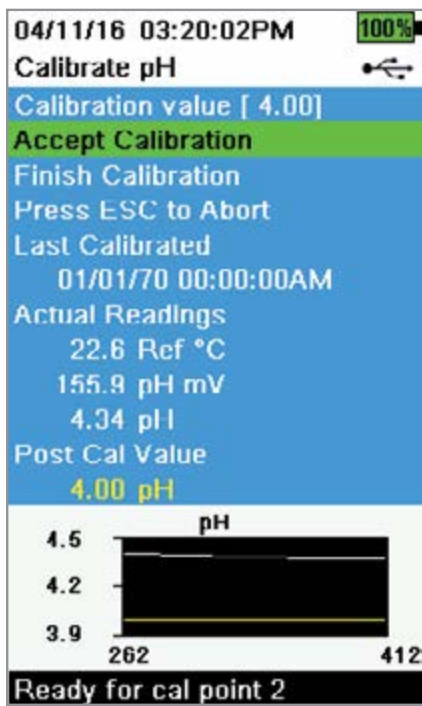 04/11/16 03:20:02PM 100%
Calibrate pH
Calibration value [ 4.00]
Accept Calibration
Finish Calibration
Press ESC to Abort
Last Calibrated
01/01/70 00:00:00AM
Actual Readings
22.6 Ref °C
155.9 pH mV
4.34 pH
Post Cal Value
4.00 pH
pH
4.5
4.2
3.9
262 412
Ready for cal point 2